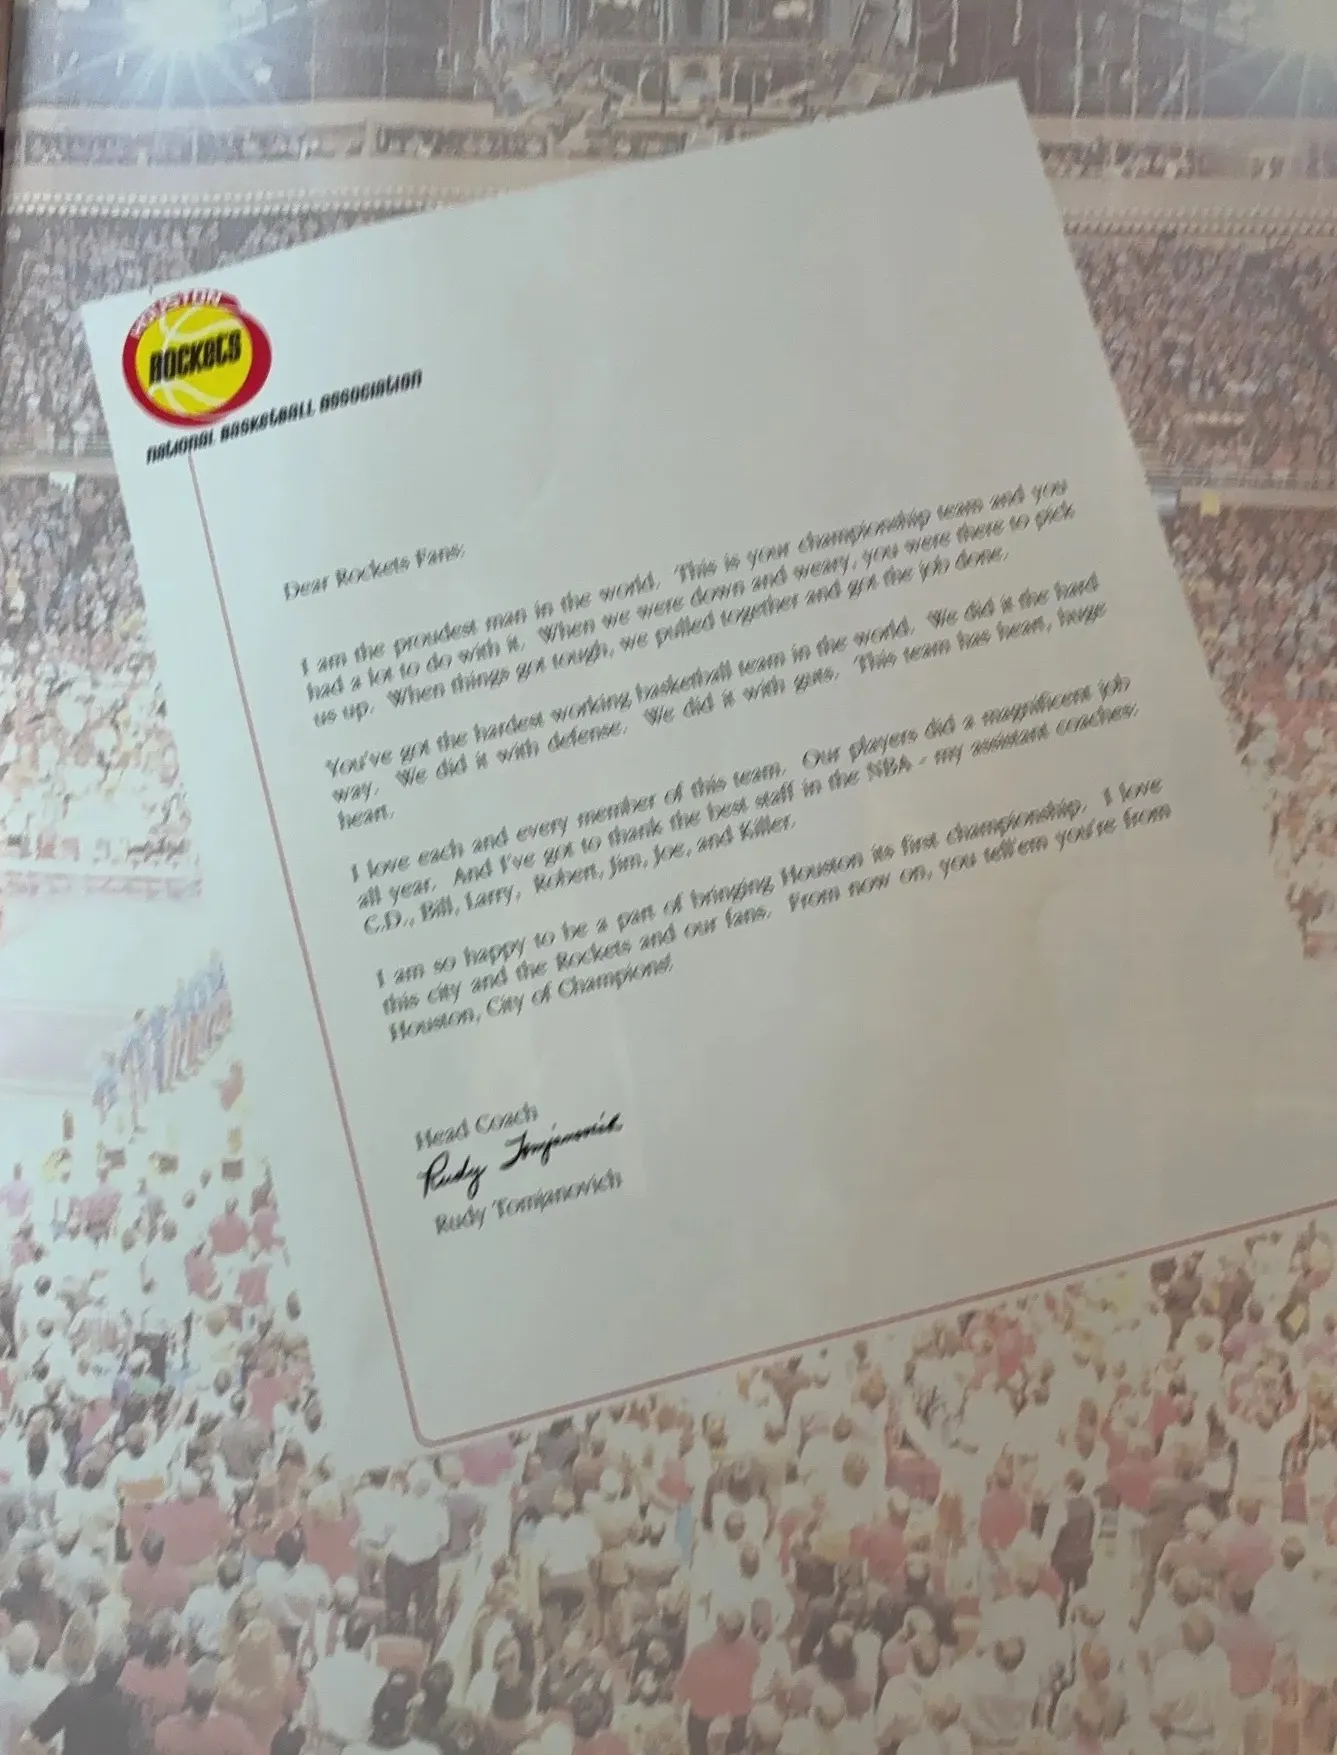 HOUSTON
ROCKETS
NATIONAL BASKETBALL ASSOCIATION
Dear Rockets Fans:
I am the proudest man in the world. This is your championship team and you
had a lot to do with it. When we were down and weary, you were there to pick
us up. When things got tough, we pulled together and got the job done.
You've got the hardest working basketball team in the world. We did it the hard
way. We did it with defense. We did it with guts. This team has heart, huge
heart.
I love each and every member of this team. Our players did a magnificent job
all year. And I've got to thank the best staff in the NBA - my assistant coaches:
C.D., Bill, Larry, Robert, Jim, Joe, and Killer.
I am so happy to be a part of bringing Houston its first championship. I love
this city and the Rockets and our fans. From now on, you tell'em you're from
Houston, City of Champions!
Head Coach
Rudy Tomjanovich
Rudy Tomjanovich